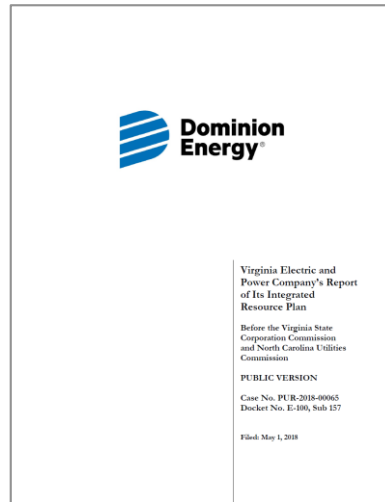 Dominion
Energy®
Virginia Electric and
Power Company's Report
of Its Integrated
Resource Plan
Before the Virginia State
Corporation Commission
and North Carolina Utilities
Commission
PUBLIC VERSION
Case No. PUR-2018-00065
Docket No. E-100, Sub 157
Filed: May 1, 2018